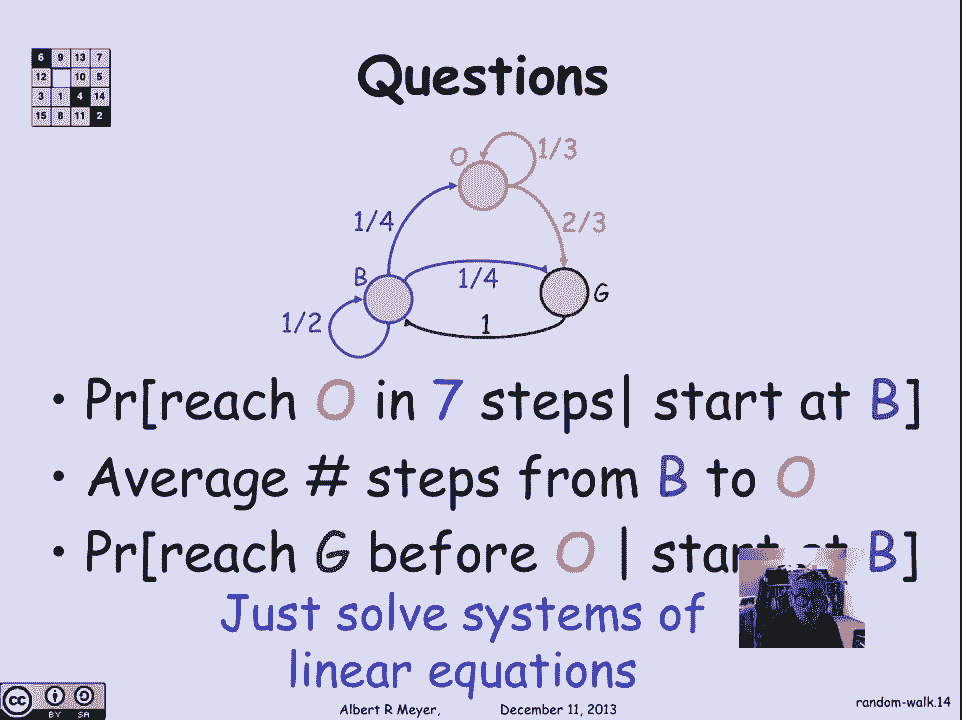 Questions
6 9 13 7
12 10 5
3 1 4 14
15 8 11 2
O
1/3
1/4
2/3
B
1/4
G
1/2
1
• Pr[reach O in 7 steps| start at B]
• Average # steps from B to O
• Pr[reach G before O | start at B]
Just solve systems of
linear equations
cc BY SA
Albert R Meyer, December 11, 2013
random-walk.14